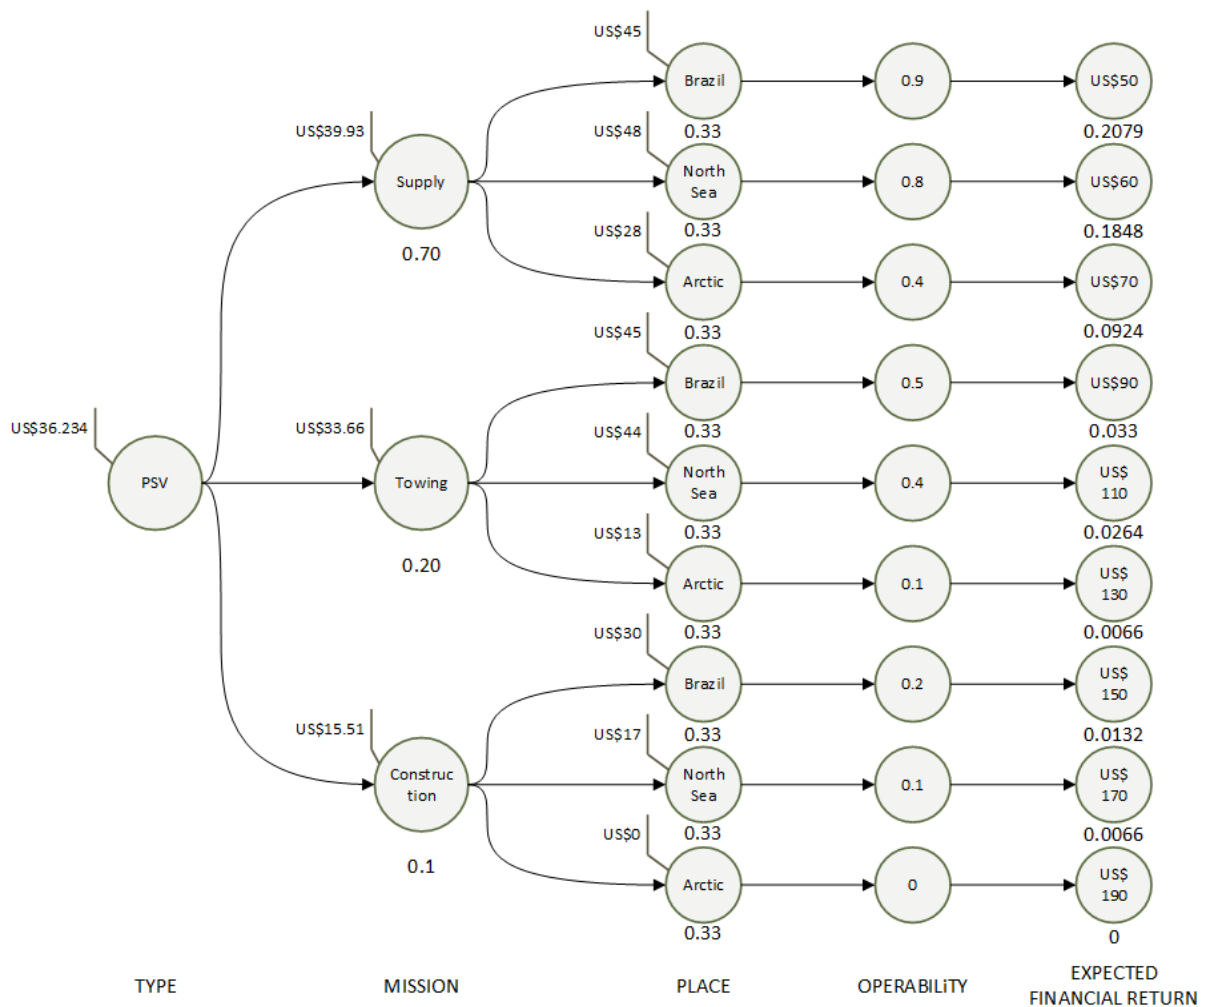 US$45
Brazil
0.9
US$50
0.33
0.2079
US$39.93
US$48
Supply
North
Sea
0.8
US$60
0.33
0.1848
0.70
US$28
Arctic
0.4
US$70
0.33
0.0924
US$45
Brazil
0.5
US$90
0.33
0.033
US$36.234
US$33.66
US$44
PSV
Towing
North
Sea
0.4
US$
110
0.33
0.0264
0.20
US$13
Arctic
0.1
US$
130
0.33
0.0066
US$30
Brazil
0.2
US$
150
0.33
0.0132
US$15.51
US$17
Construc
tion
North
Sea
0.1
US$
170
0.33
0.0066
0.1
US$0
Arctic
0
US$
190
0.33
0
TYPE
MISSION
PLACE
OPERABILiTY
EXPECTED
FINANCIAL RETURN